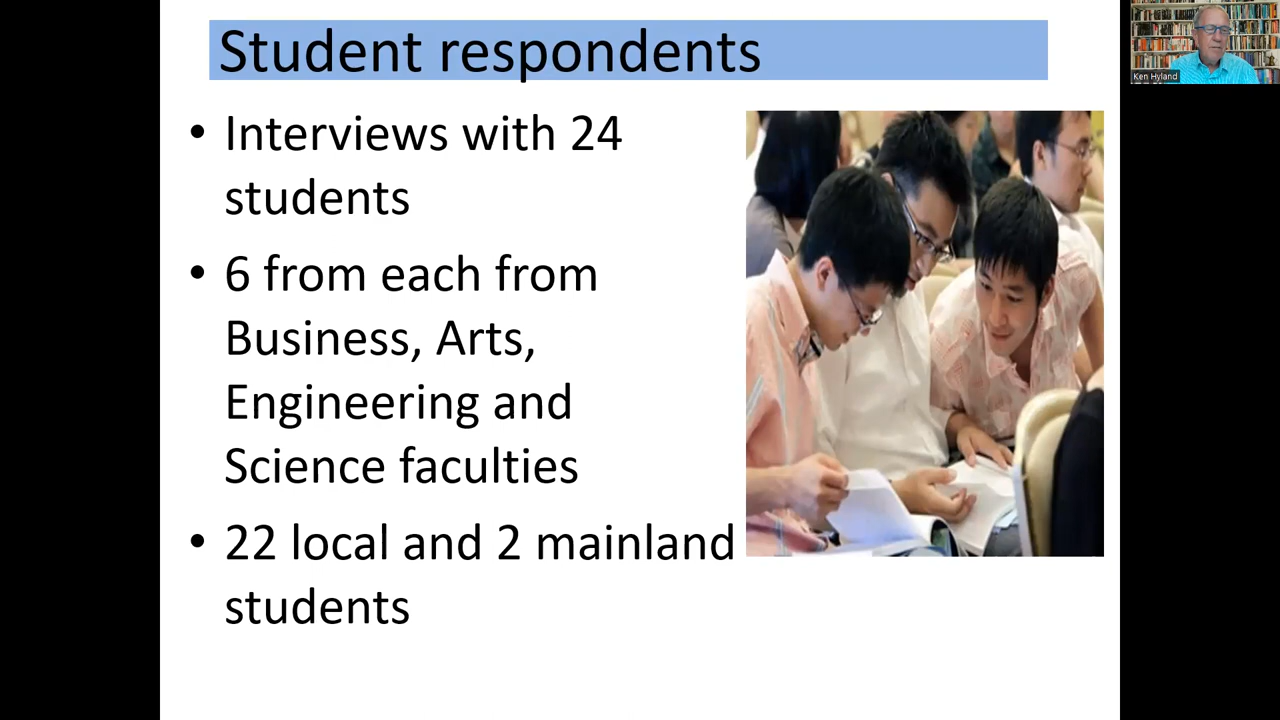 Student respondents
Ken Hyland
• Interviews with 24
students
• 6 from each from
Business, Arts,
Engineering and
Science faculties
• 22 local and 2 mainland
students